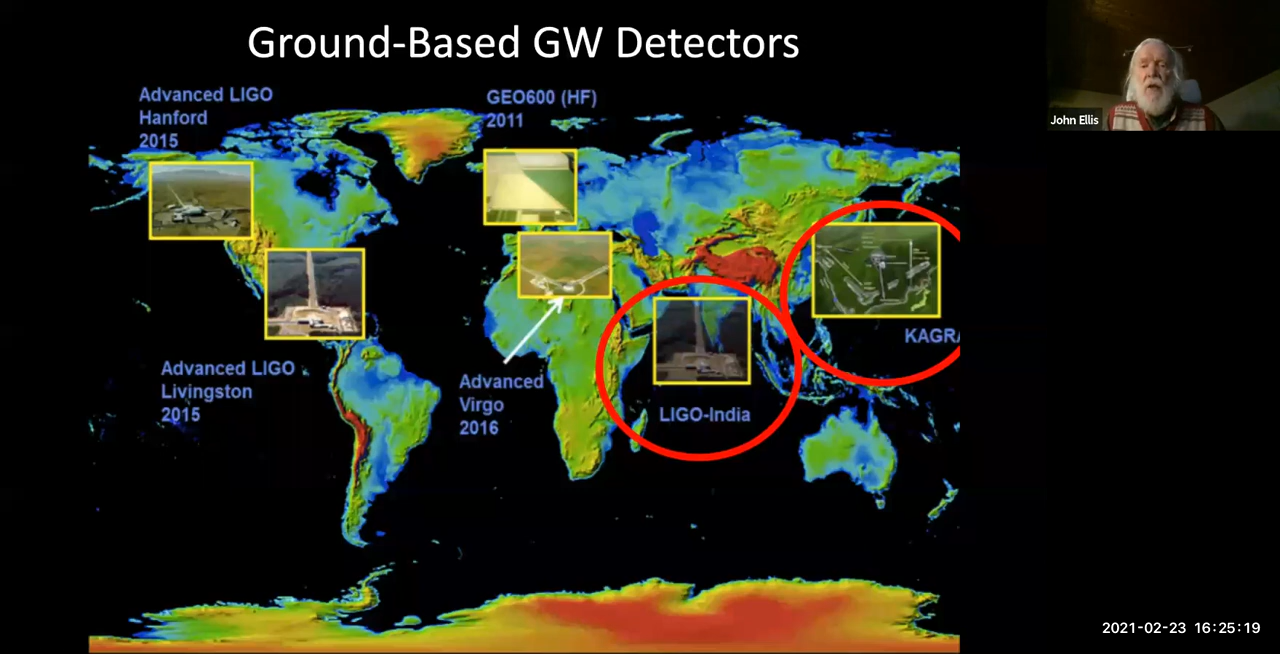 Ground-Based GW Detectors
Advanced LIGO
Hanford
2015
GEO600 (HF)
2011
John Ellis
KAGRA
Advanced LIGO
Livingston
2015
Advanced
Virgo
2016
LIGO-India
2021-02-23 16:25:19